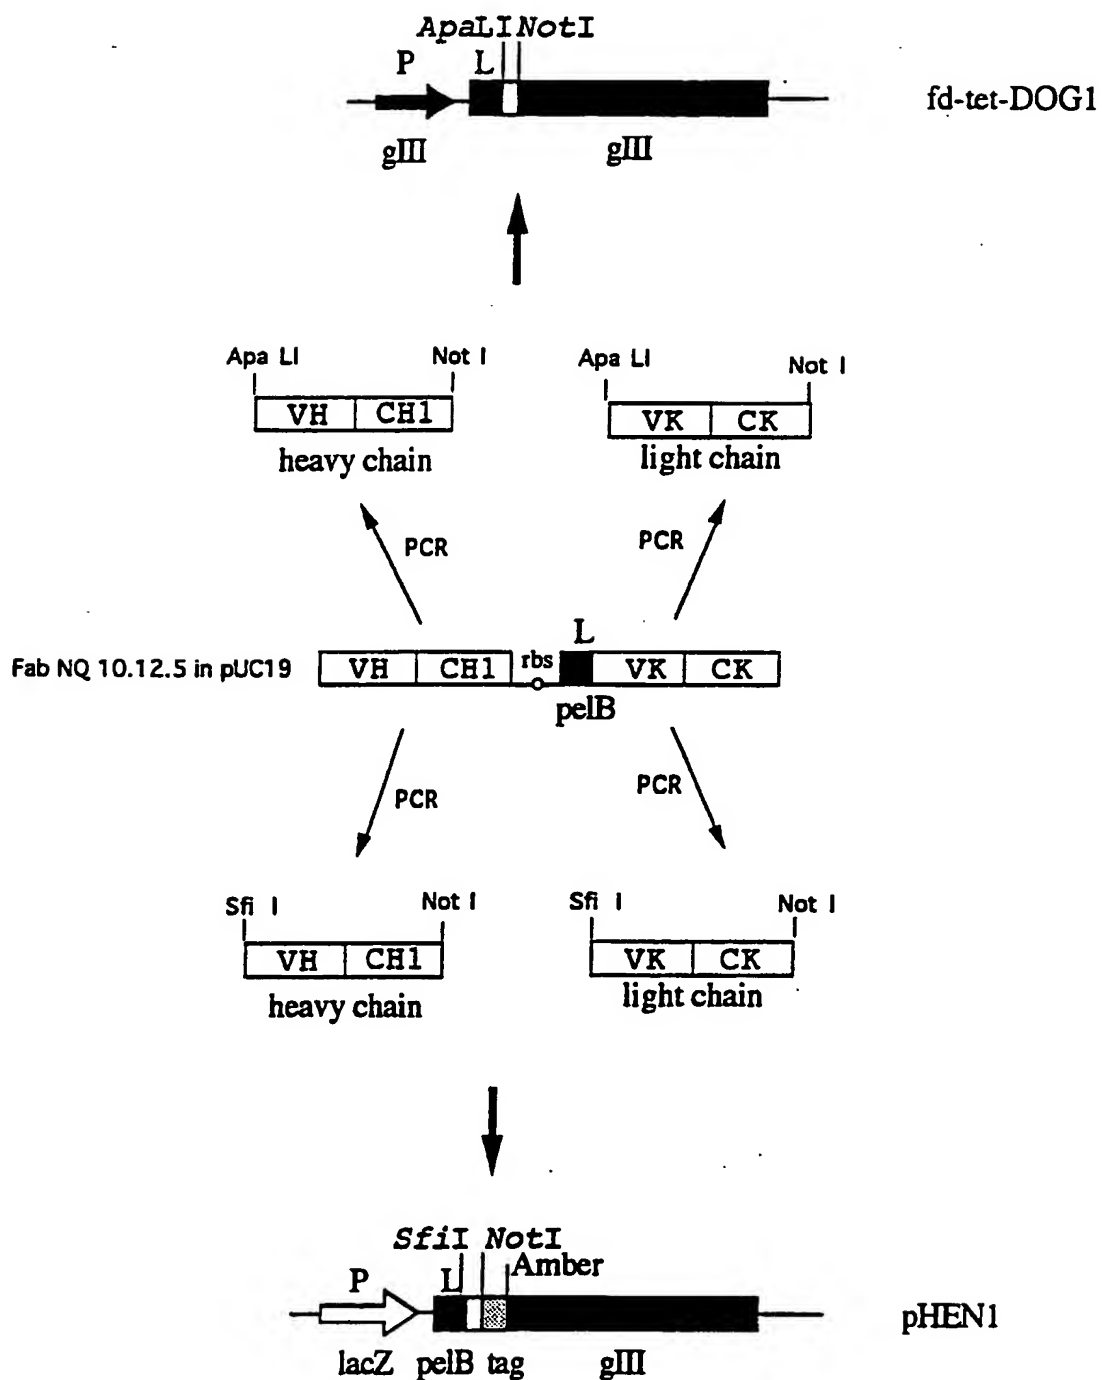 ApaLI NotI
P L
fd-tet-DOG1
gIII gIII
Apa LI Not I Apa LI Not I
VH CH1 VK CK
heavy chain light chain
PCR PCR
L
Fab NQ 10.12.5 in pUC19 VH CH1 rbs VK CK
pelB
PCR PCR
Sfi I Not I Sfi I Not I
VH CH1 VK CK
heavy chain light chain
SfiI NotI
P L Amber
pHEN1
lacZ pelB tag gIII